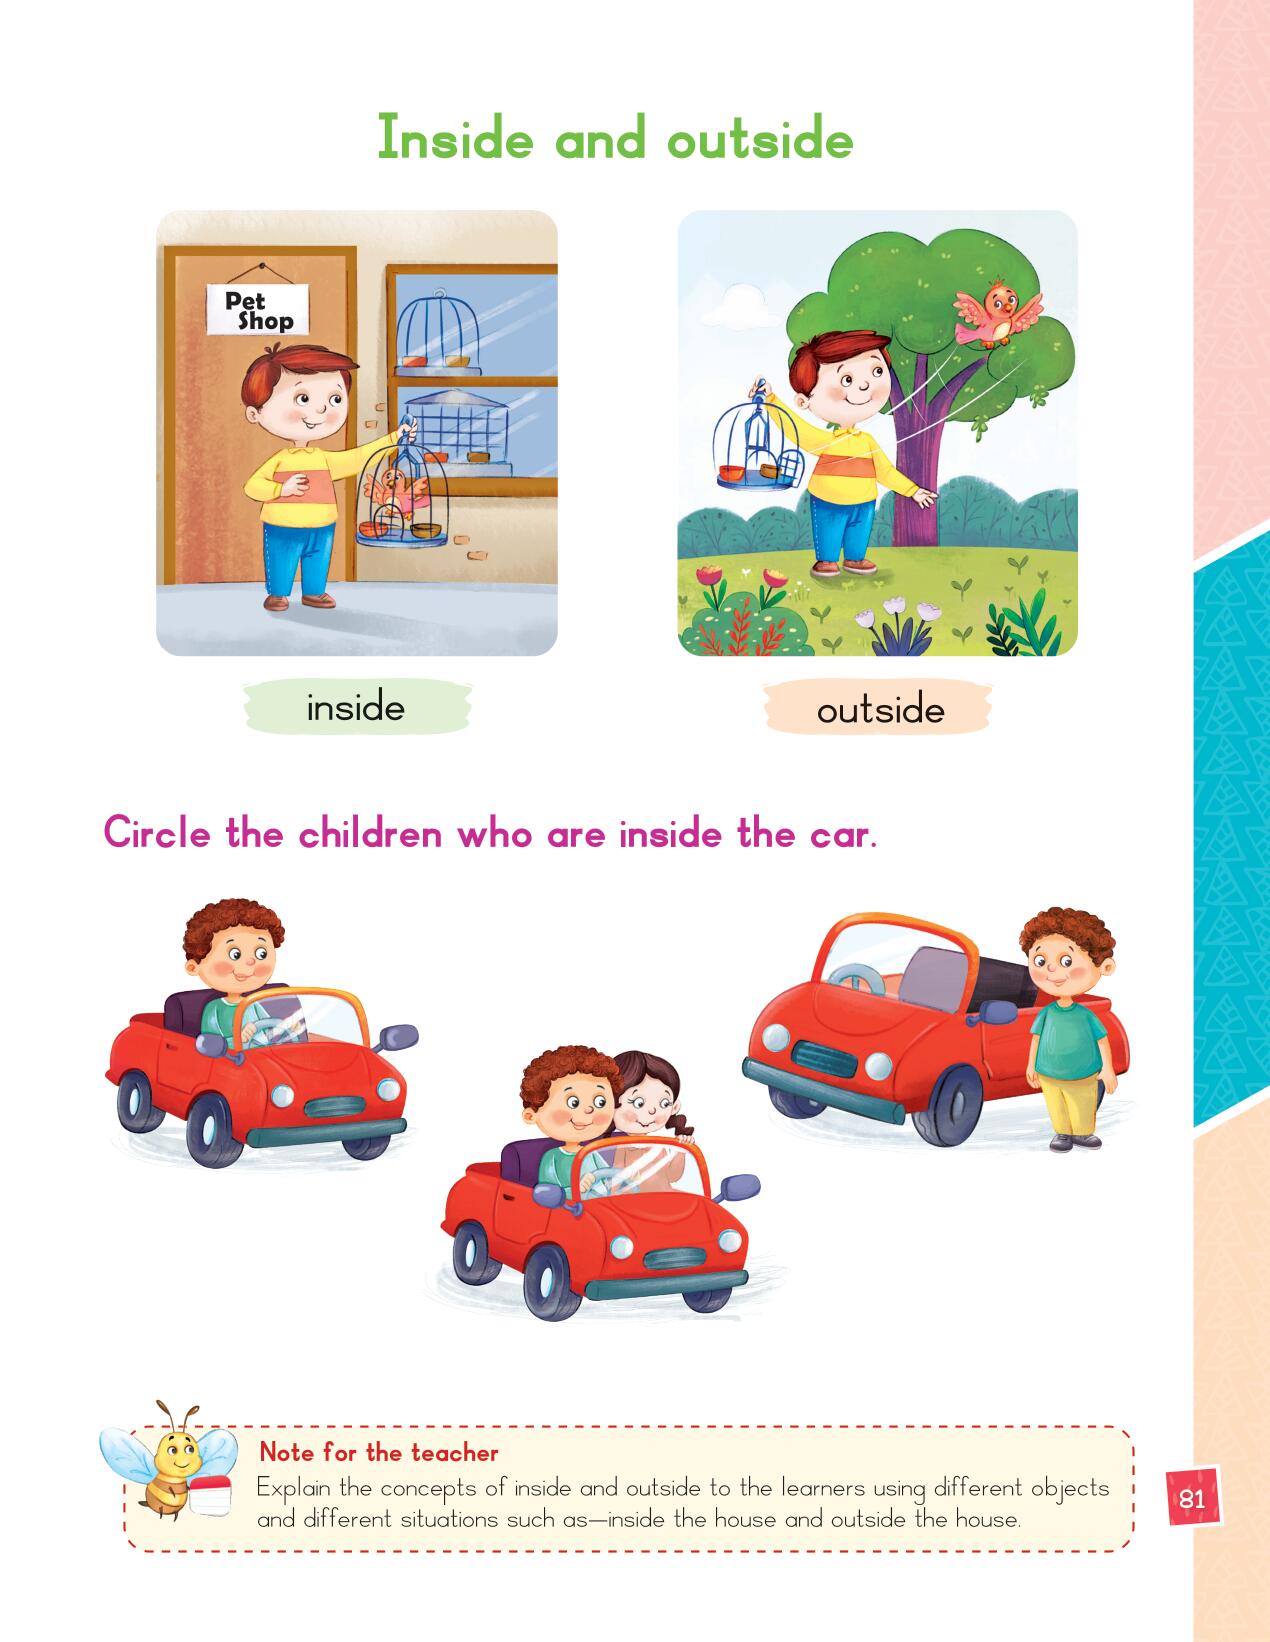 Inside and outside
Pet
Shop
inside
outside
Circle the children who are inside the car.
Note for the teacher
Explain the concepts of inside and outside to the learners using different objects
and different situations such as—inside the house and outside the house.
81